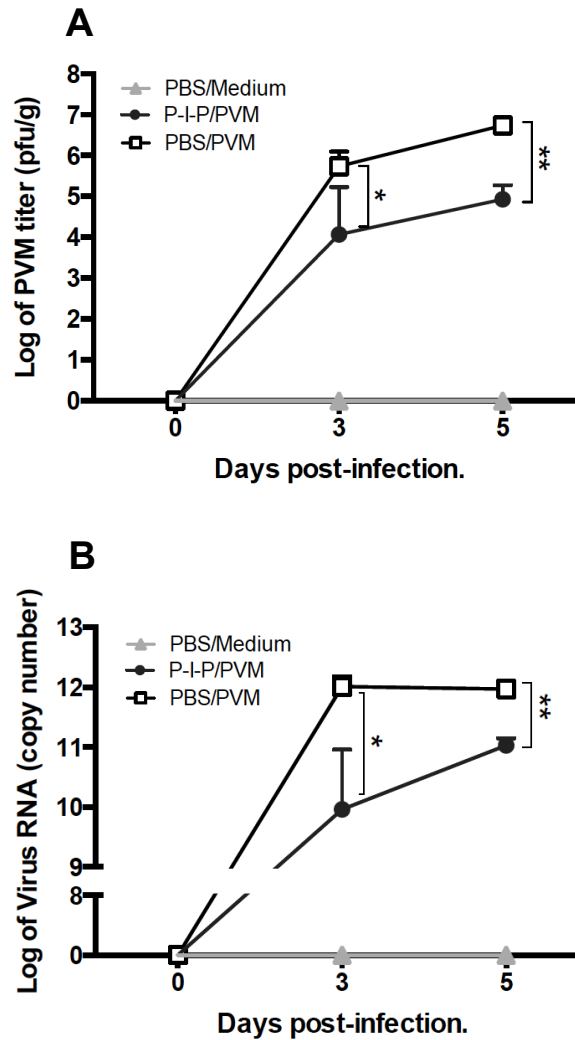 A
8
7
6
5
4
3
2
1
0
Log of PVM titer (pfu/g)
PBS/Medium
P-I-P/PVM
PBS/PVM
*
**
0 3 5
Days post-infection.
B
13
12
11
10
9
8
0
Log of Virus RNA (copy number)
PBS/Medium
P-I-P/PVM
PBS/PVM
*
**
0 3 5
Days post-infection.